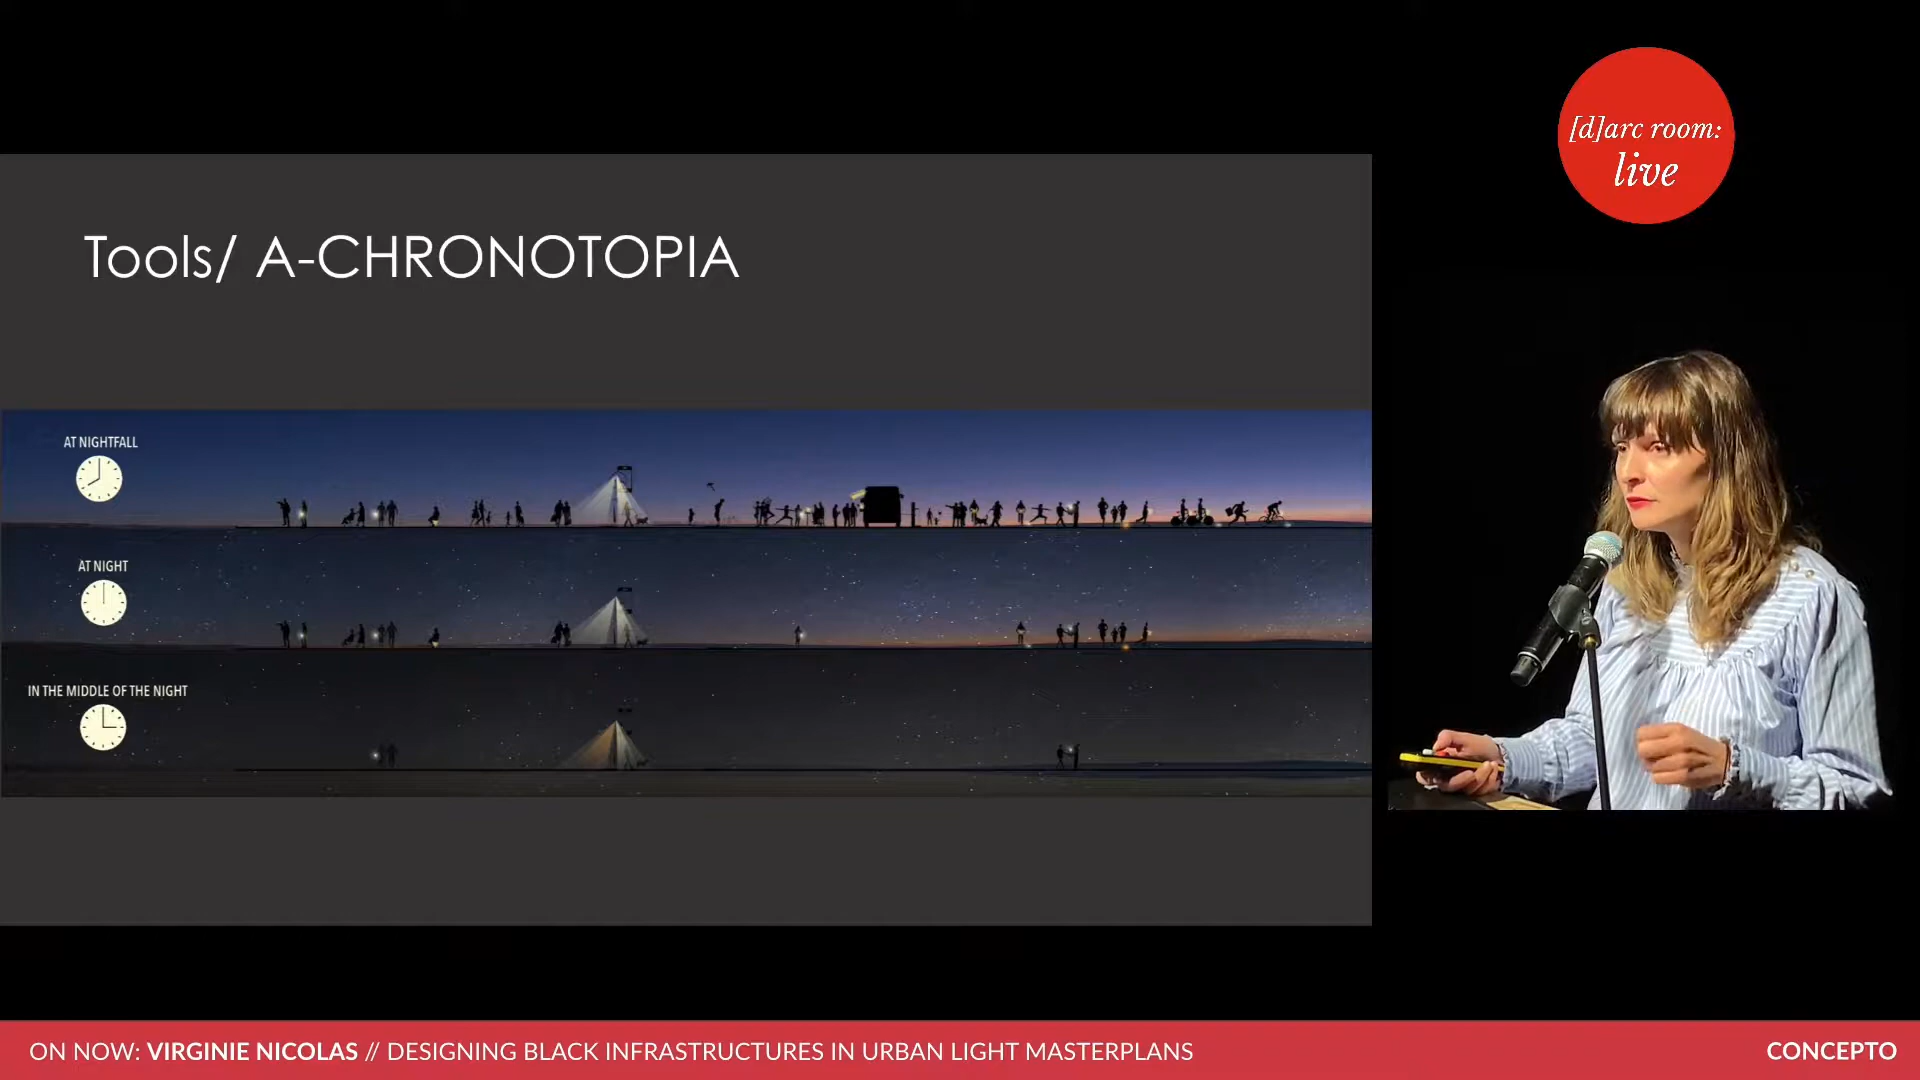 [d]arc room:
live
Tools/ A-CHRONOTOPIA
AT NIGHTFALL
AT NIGHT
IN THE MIDDLE OF THE NIGHT
ON NOW: VIRGINIE NICOLAS // DESIGNING BLACK INFRASTRUCTURES IN URBAN LIGHT MASTERPLANS
CONCEPTO